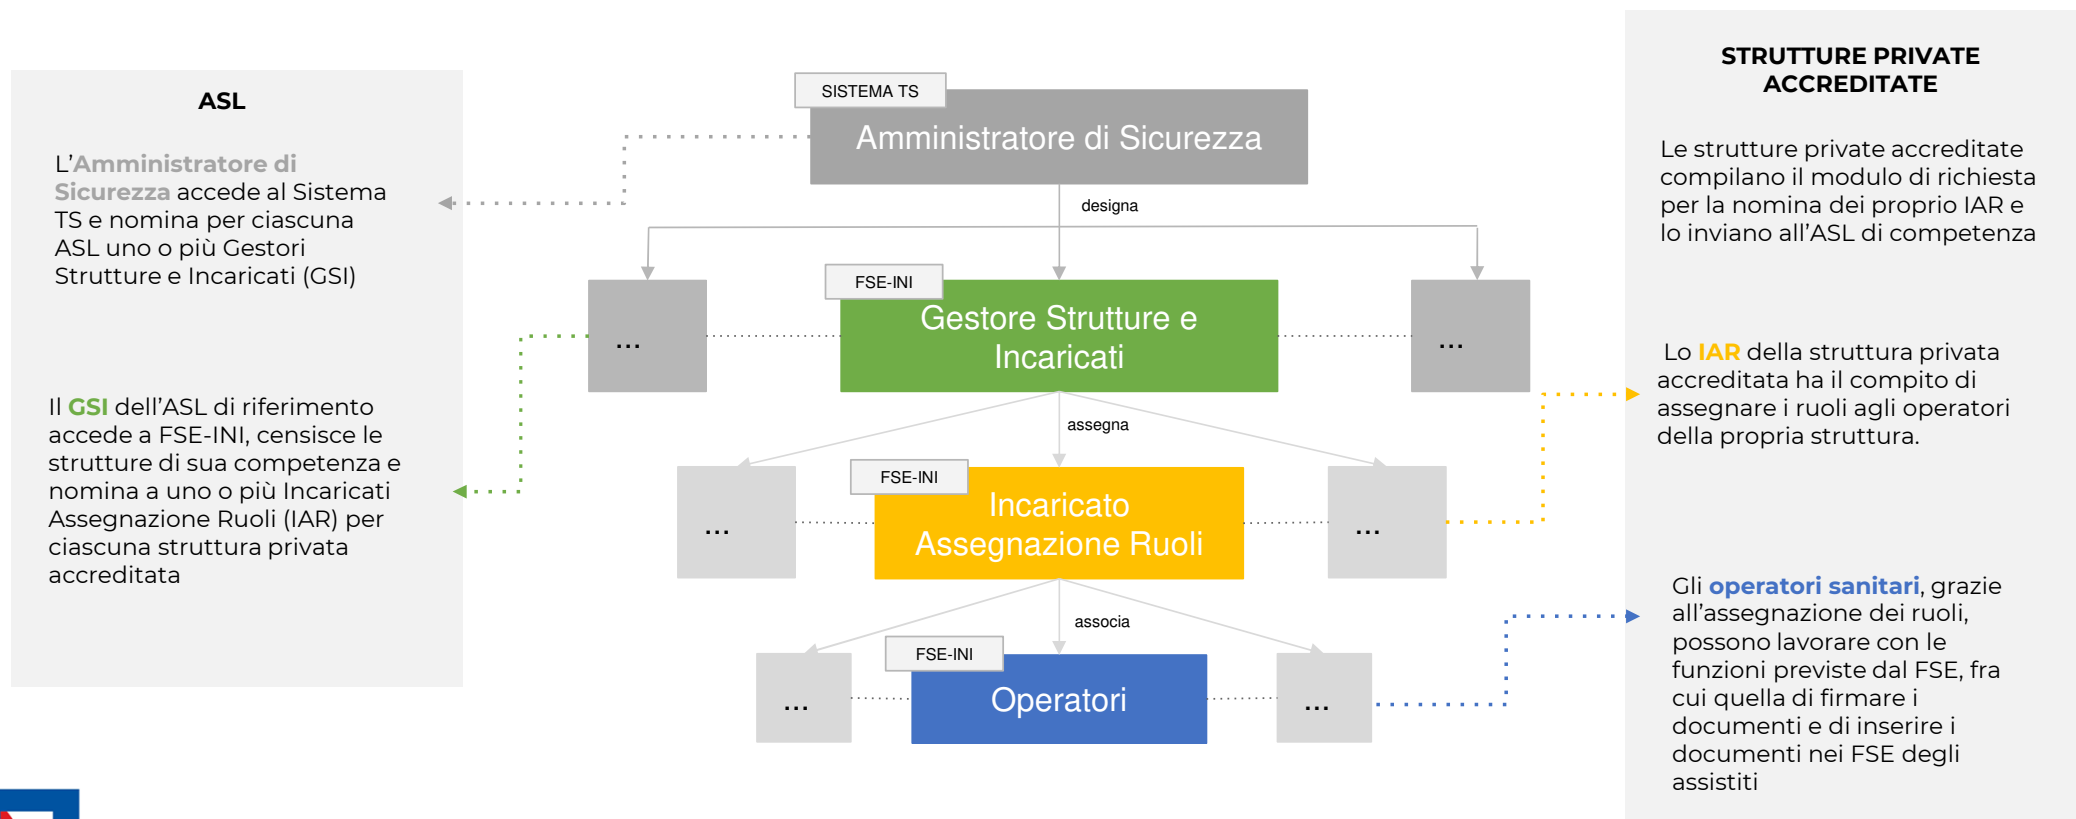 ASL
L'Amministratore di
Sicurezza accede al Sistema
TS e nomina per ciascuna
ASL uno o più Gestori
Strutture e Incaricati (GSI)
Il GSI dell'ASL di riferimento
accede a FSE-INI, censisce le
strutture di sua competenza e
nomina a uno o più Incaricati
Assegnazione Ruoli (IAR) per
ciascuna struttura privata
accreditata
SISTEMA TS
Amministratore di Sicurezza
designa
...
FSE-INI
Gestore Strutture e
Incaricati
...
assegna
...
FSE-INI
Incaricato
Assegnazione Ruoli
...
associa
...
FSE-INI
Operatori
...
STRUTTURE PRIVATE
ACCREDITATE
Le strutture private accreditate
compilano il modulo di richiesta
per la nomina dei proprio IAR e
lo inviano all'ASL di competenza
Lo IAR della struttura privata
accreditata ha il compito di
assegnare i ruoli agli operatori
della propria struttura.
Gli operatori sanitari, grazie
all'assegnazione dei ruoli,
possono lavorare con le
funzioni previste dal FSE, fra
cui quella di firmare i
documenti e di inserire i
documenti nei FSE degli
assistiti